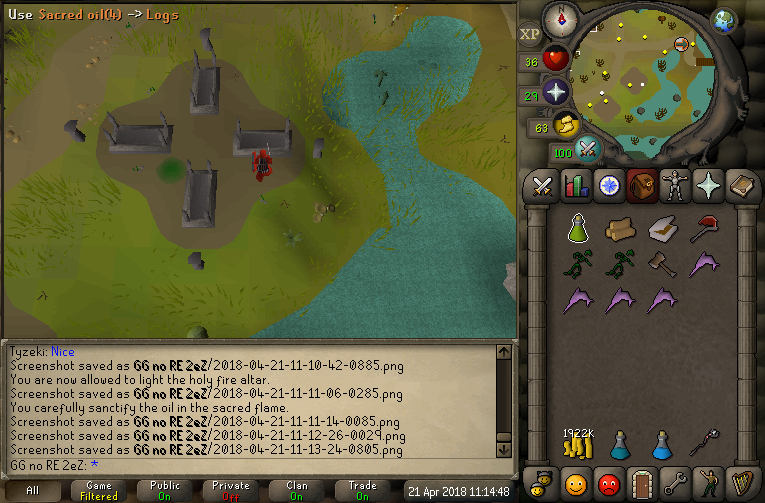 Use Sacred oil(4) -> Logs
XP
36
29
63
100
1922K
Tyzeki: Nice
Screenshot saved as GG no RE 2eZ/2018-04-21-11-10-42-0885.png
You are now allowed to light the holy fire altar.
Screenshot saved as GG no RE 2eZ/2018-04-21-11-11-06-0285.png
You carefully sanctify the oil in the sacred flame.
Screenshot saved as GG no RE 2eZ/2018-04-21-11-11-14-0085.png
Screenshot saved as GG no RE 2eZ/2018-04-21-11-12-26-0029.png
Screenshot saved as GG no RE 2eZ/2018-04-21-11-13-24-0805.png
GG no RE 2eZ: *
All
Game
Filtered
Public
On
Private
Off
Clan
On
Trade
On
21 Apr 2018 11:14:48